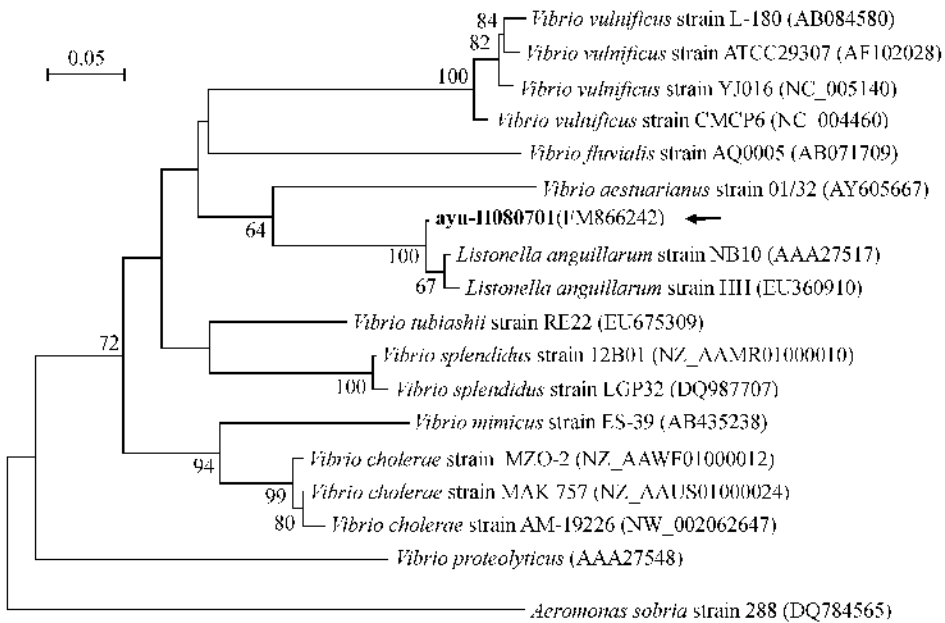 84 Vibrio vulnificus strain L-180 (AB084580)
0.05 82 Vibrio vulnificus strain ATCC29307 (AF102028)
100 Vibrio vulnificus strain YJ016 (NC_005140)
Vibrio vulnificus strain CMCP6 (NC_004460)
Vibrio fluvialis strain AQ0005 (AB071709)
Vibrio aestuarianus strain 01/32 (AY605667)
64 ayu-H080701(FM866242)
100 Listonella anguillarum strain NB10 (AAA27517)
67 Listonella anguillarum strain HH (EU360910)
Vibrio tubiashii strain RE22 (EU675309)
72 Vibrio splendidus strain 12B01 (NZ_AAMR01000010)
100 Vibrio splendidus strain LGP32 (DQ987707)
Vibrio mimicus strain ES-39 (AB435238)
94 Vibrio cholerae strain MZO-2 (NZ_AAWF01000012)
99 Vibrio cholerae strain MAK 757 (NZ_AAUS01000024)
80 Vibrio cholerae strain AM-19226 (NW_002062647)
Vibrio proteolyticus (AAA27548)
Aeromonas sobria strain 288 (DQ784565)